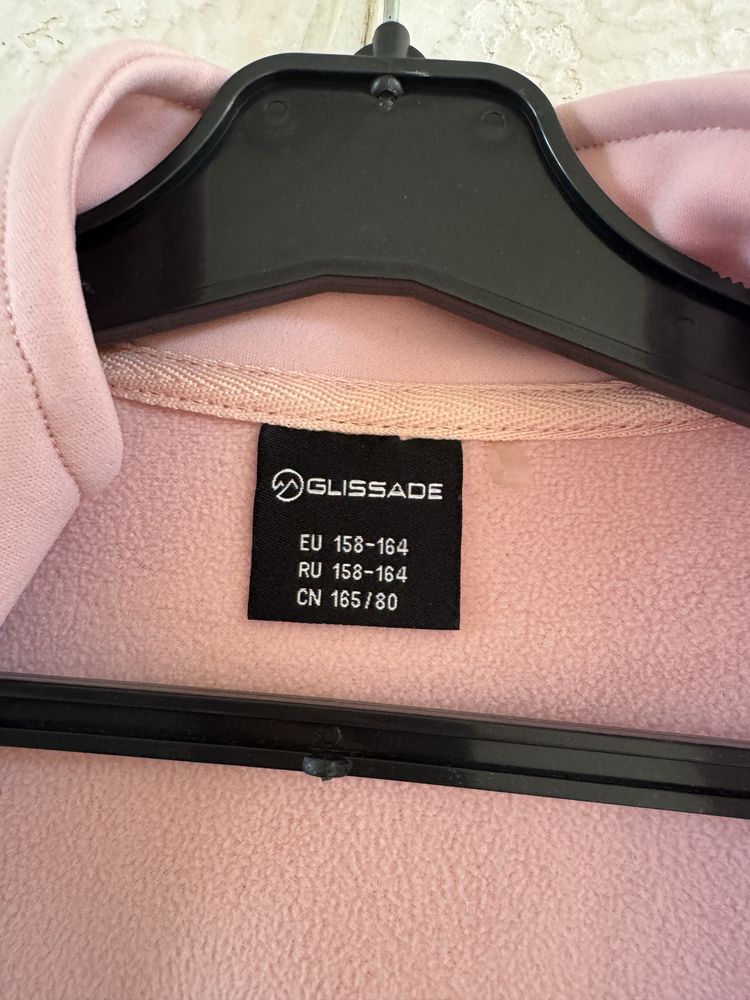 GLISSADE
EU 158-164
RU 158-164
CN 165/80